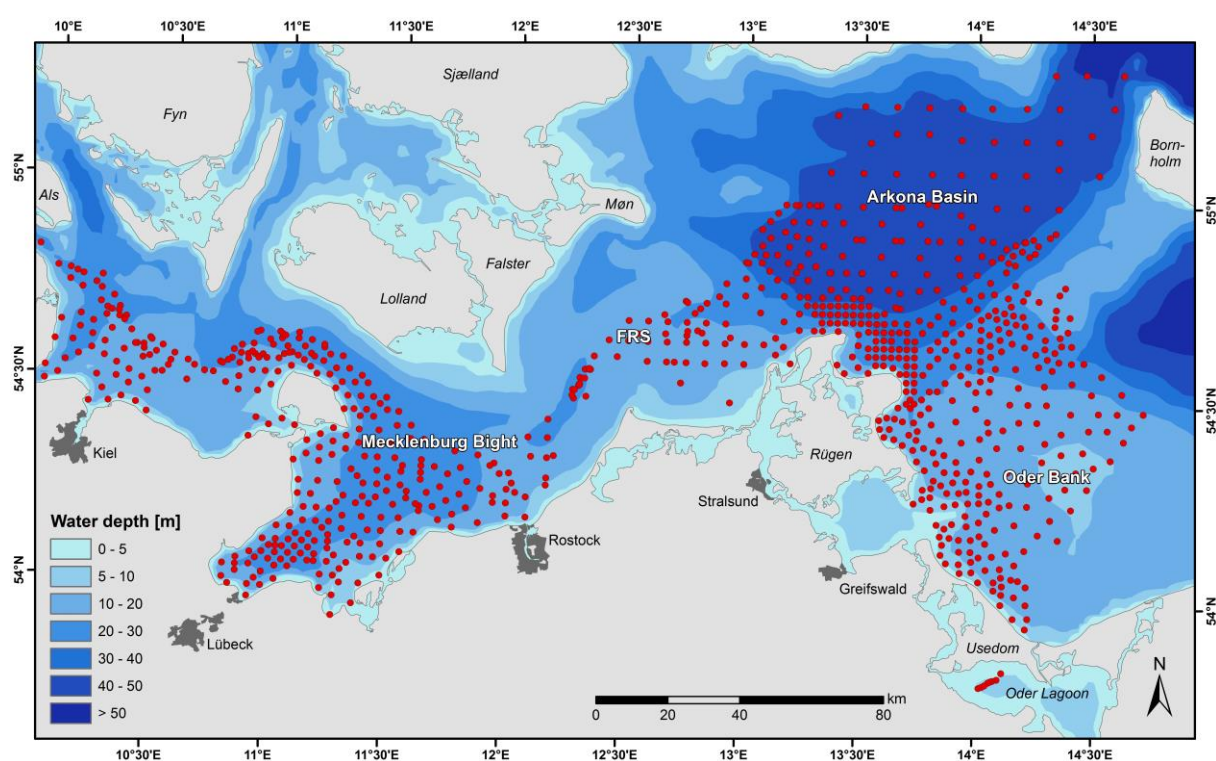 10°E
10°30'E
11°E
11°30'E
12°E
12°30'E
13°E
13°30'E
14°E
14°30'E
Sjælland
Fyn
Born-
holm
55°N
Als
Arkona Basin
Møn
55°N
Falster
Lolland
FRS
54°30'N
54°30'N
Mecklenburg Bight
Kiel
Rügen
Oder Bank
Stralsund
Water depth [m]
0 - 5
5 - 10
10 - 20
20 - 30
30 - 40
40 - 50
> 50
Rostock
54°N
Greifswald
54°N
Lübeck
Usedom
N
Oder Lagoon
km
0 20 40 80
10°30'E
11°E
11°30'E
12°E
12°30'E
13°E
13°30'E
14°E
14°30'E